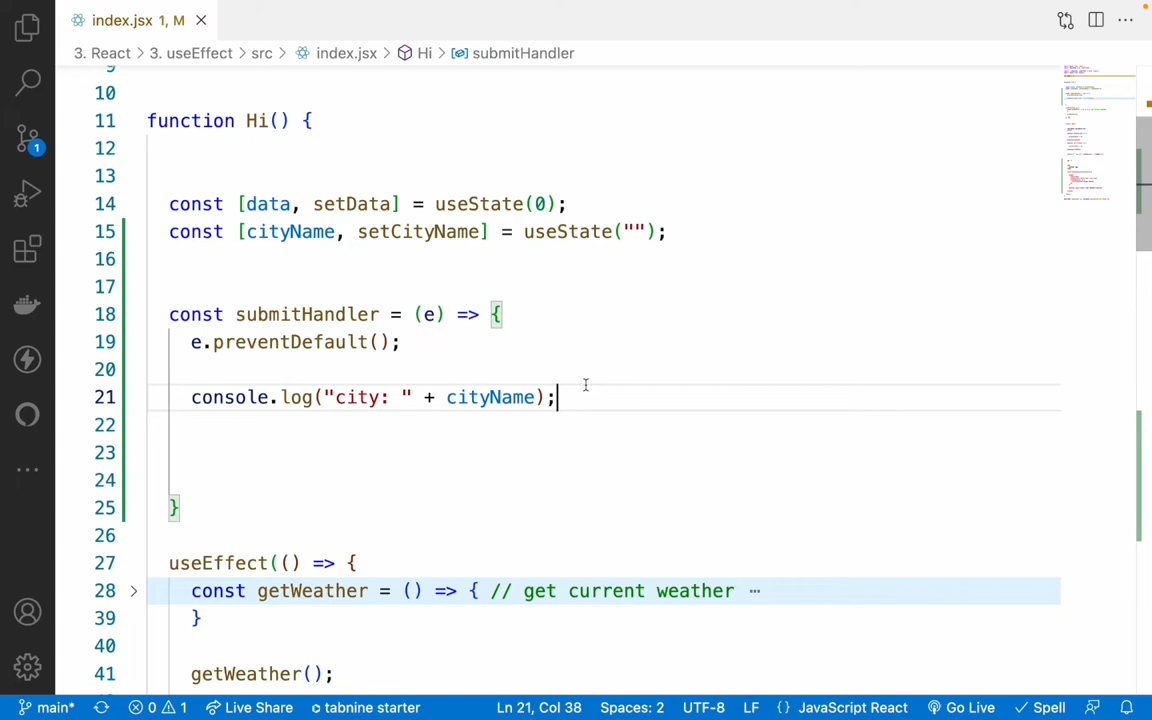 index.jsx 1, M
3. React > 3. useEffect > src > index.jsx > Hi > submitHandler
9
10
11 function Hi() {
12
13
14 const [data, setData] = useState(0);
15 const [cityName, setCityName] = useState("");
16
17
18 const submitHandler = (e) => {
19 e.preventDefault();
20
21 console.log("city: " + cityName);
22
23
24
25 }
26
27 useEffect(() => {
28 const getWeather = () => { // get current weather ⋯
39 }
40
41 getWeather();
1
main* 0 1 Live Share tabnine starter Ln 21, Col 38 Spaces: 2 UTF-8 LF {} JavaScript React Go Live Spell